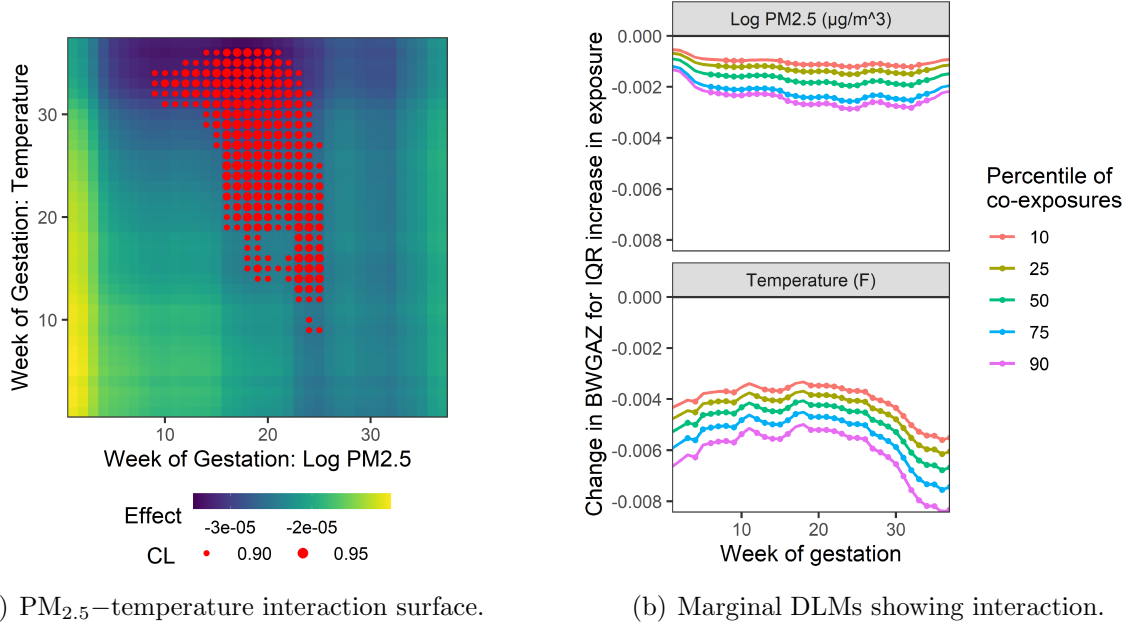 Week of Gestation: Temperature
30
20
10
10 20 30
Week of Gestation: Log PM2.5
Effect
-3e-05 -2e-05
CL 0.90 0.95
) PM2.5−temperature interaction surface.
Change in BWGAZ for IQR increase in exposure
Log PM2.5 (µg/m^3)
0.000
-0.002
-0.004
-0.006
-0.008
Temperature (F)
0.000
-0.002
-0.004
-0.006
-0.008
10 20 30
Week of gestation
Percentile of
co-exposures
10
25
50
75
90
(b) Marginal DLMs showing interaction.